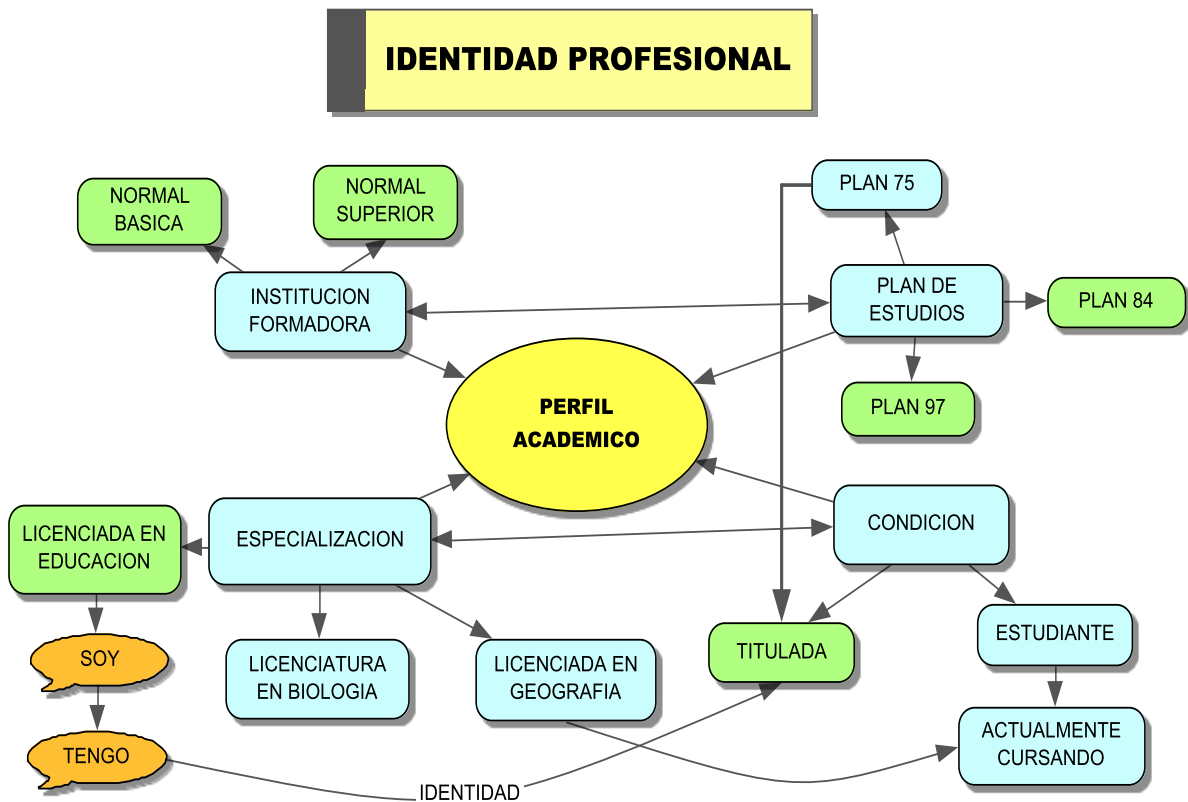 IDENTIDAD PROFESIONAL
NORMAL
BASICA
NORMAL
SUPERIOR
PLAN 75
INSTITUCION
FORMADORA
PLAN DE
ESTUDIOS
PLAN 84
PLAN 97
PERFIL
ACADEMICO
LICENCIADA EN
EDUCACION
ESPECIALIZACION
CONDICION
SOY
LICENCIATURA
EN BIOLOGIA
LICENCIADA EN
GEOGRAFIA
TITULADA
ESTUDIANTE
TENGO
ACTUALMENTE
CURSANDO
IDENTIDAD